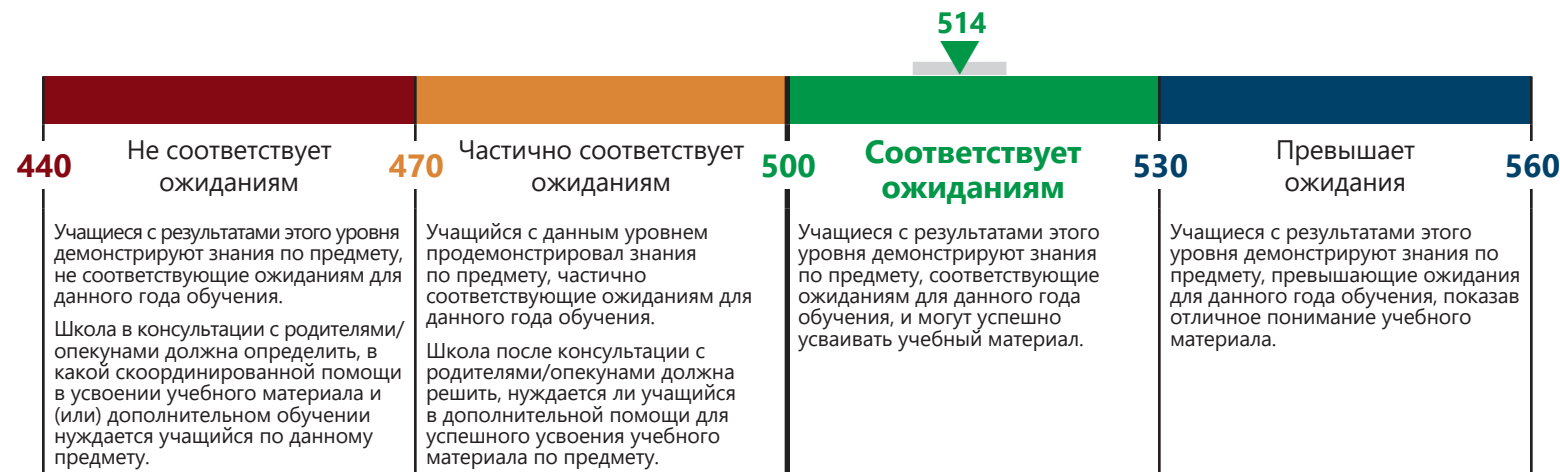 514
440
Не соответствует
ожиданиям
470
Частично соответствует
ожиданиям
500
Соответствует
ожиданиям
530
Превышает
ожидания
560
Учащиеся с результатами этого уровня
демонстрируют знания по предмету,
не соответствующие ожиданиям для
данного года обучения.
Школа в консультации с родителями/
опекунами должна определить, в
какой скоординированной помощи
в усвоении учебного материала и
(или) дополнительном обучении
нуждается учащийся по данному
предмету.
Учащийся с данным уровнем
продемонстрировал знания
по предмету, частично
соответствующие ожиданиям для
данного года обучения.
Школа после консультации с
родителями/опекунами должна
решить, нуждается ли учащийся
в дополнительной помощи для
успешного усвоения учебного
материала по предмету.
Учащиеся с результатами этого
уровня демонстрируют знания
по предмету, соответствующие
ожиданиям для данного года
обучения, и могут успешно
усваивать учебный материал.
Учащиеся с результатами этого
уровня демонстрируют знания по
предмету, превышающие ожидания
для данного года обучения, показав
отличное понимание учебного
материала.